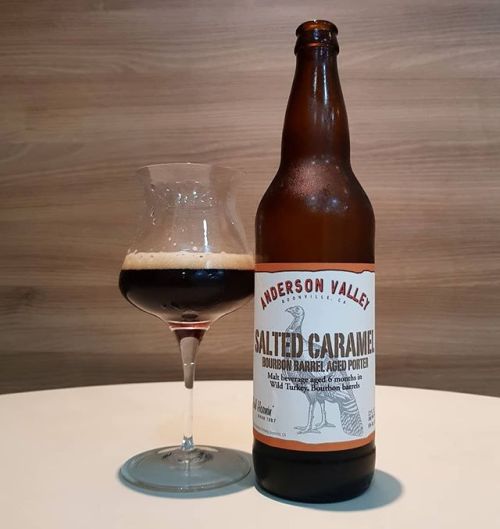 ANDERSON VALLEY
BOONVILLE, CA
SALTED CARAMEL
BOURBON BARREL AGED PORTER
Malt beverage aged 6 months in
Wild Turkey, Bourbon barrels